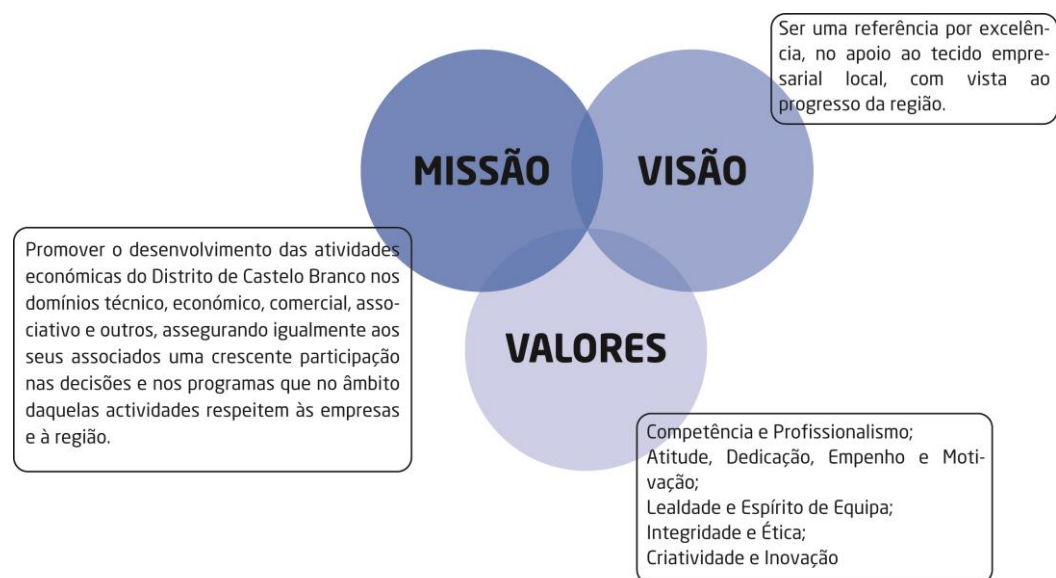 Ser uma referência por excelên-
cia, no apoio ao tecido empre-
sarial local, com vista ao
progresso da região.
MISSÃO
VISÃO
Promover o desenvolvimento das atividades
económicas do Distrito de Castelo Branco nos
domínios técnico, económico, comercial, asso-
ciativo e outros, assegurando igualmente aos
seus associados uma crescente participação
nas decisões e nos programas que no âmbito
daquelas actividades respeitem às empresas
e à região.
VALORES
Competência e Profissionalismo;
Atitude, Dedicação, Empenho e Moti-
vação;
Lealdade e Espírito de Equipa;
Integridade e Ética;
Criatividade e Inovação